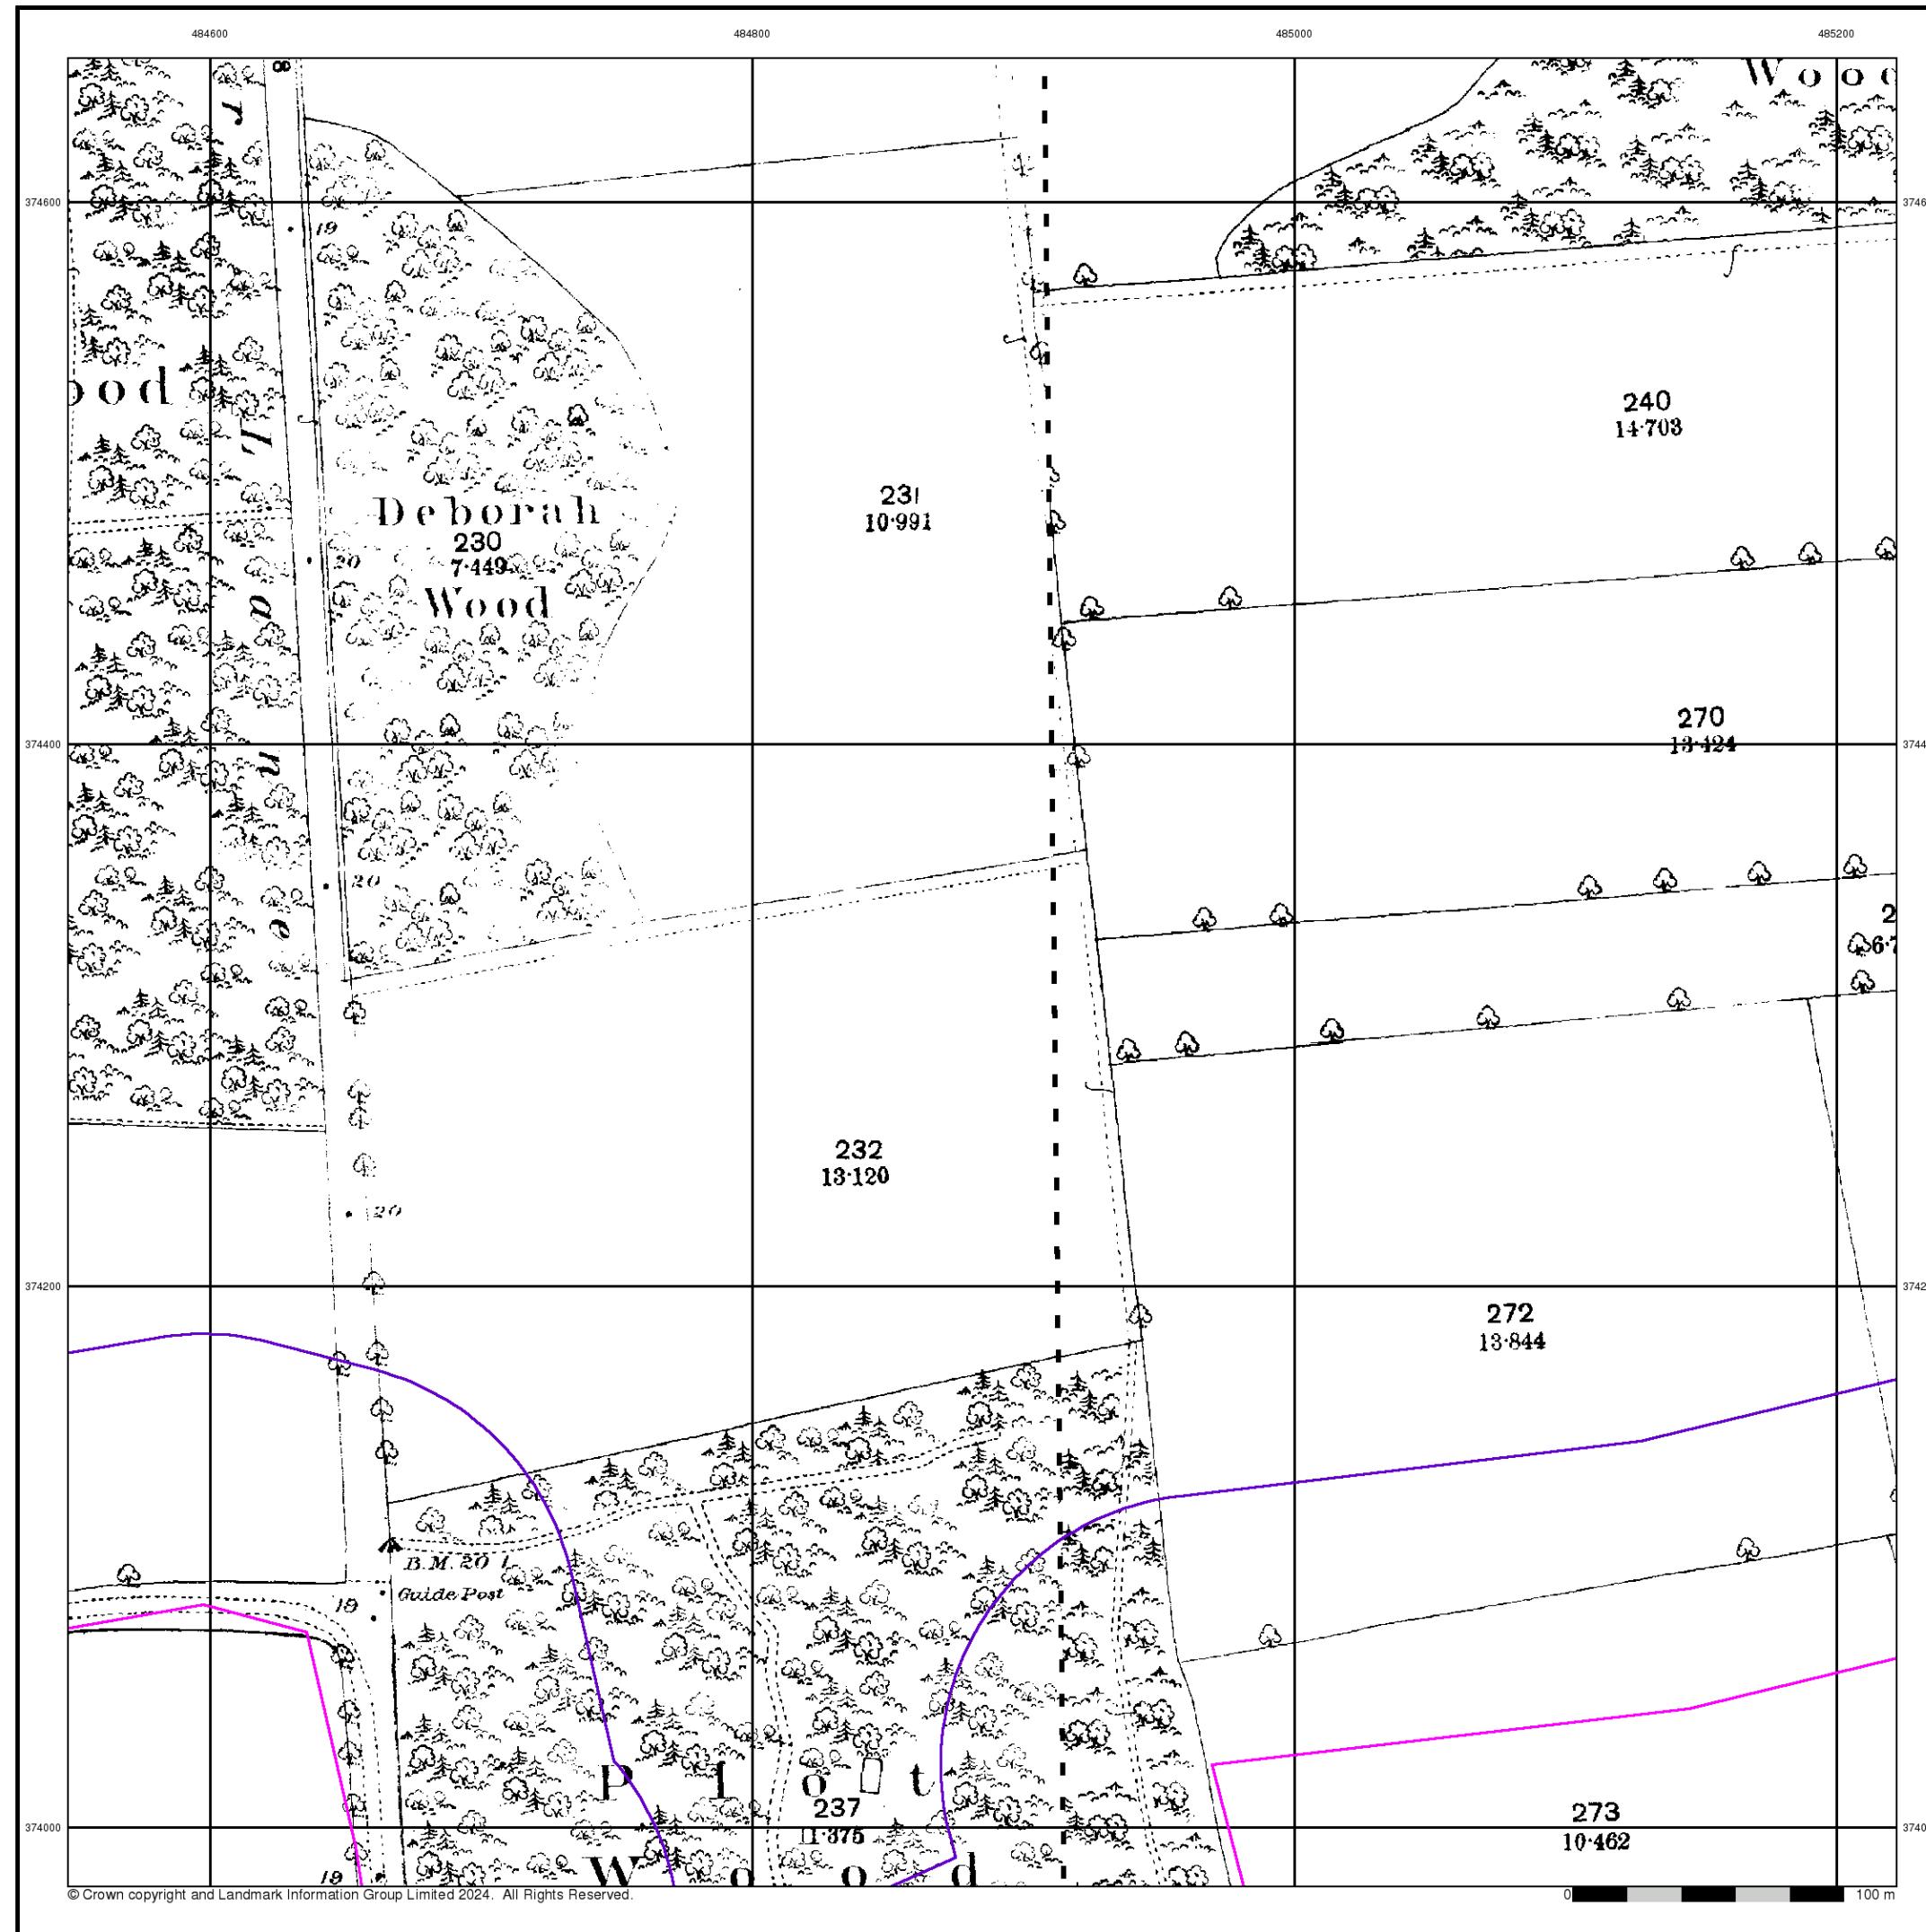 484600 484800 485000 485200
Wood
r
374600
19
ood
L
240
14·703
231
10·991
Deborah
230
7·449
20
Wood
a
270
13·424
n
374400
20
e
232
13·120
20
374200
272
13·844
B.M. 20
Guide Post
19
Plot
237
11·375
273
10·462
374000
Wood
19
© Crown copyright and Landmark Information Group Limited 2024. All Rights Reserved.
0 100 m